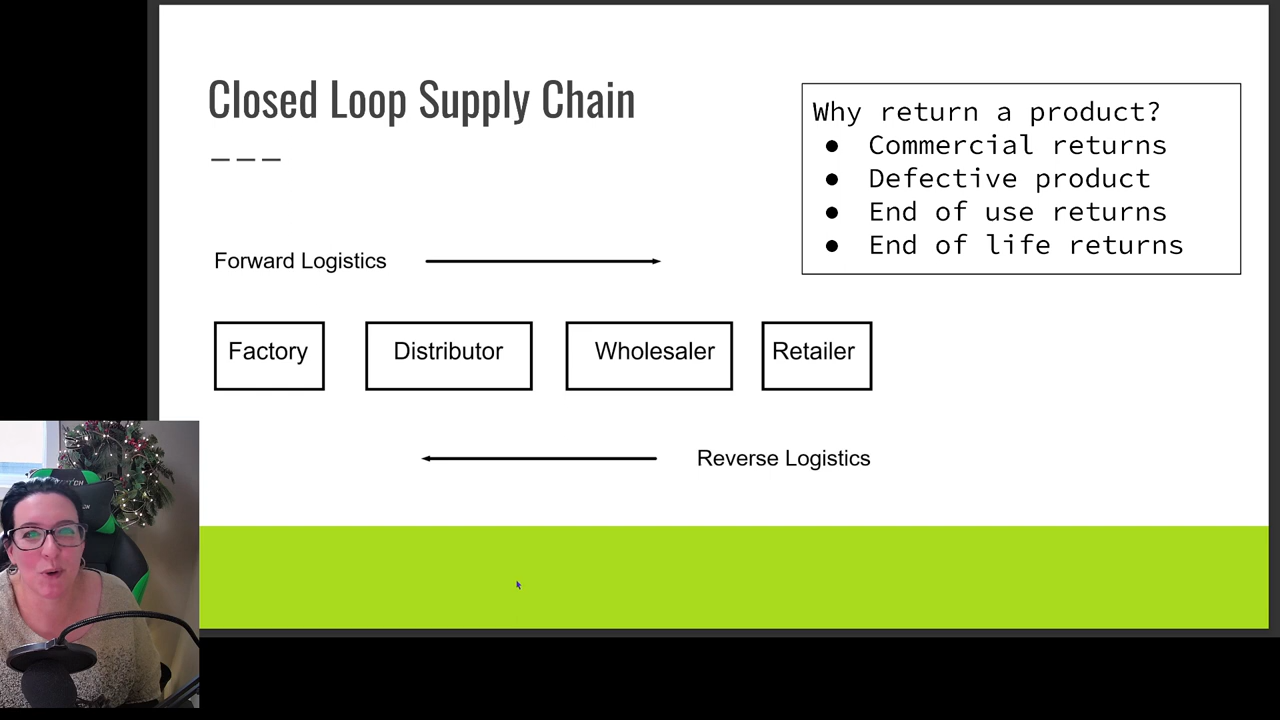 Closed Loop Supply Chain
Why return a product?
● Commercial returns
● Defective product
● End of use returns
● End of life returns
Forward Logistics
Factory
Distributor
Wholesaler
Retailer
Reverse Logistics